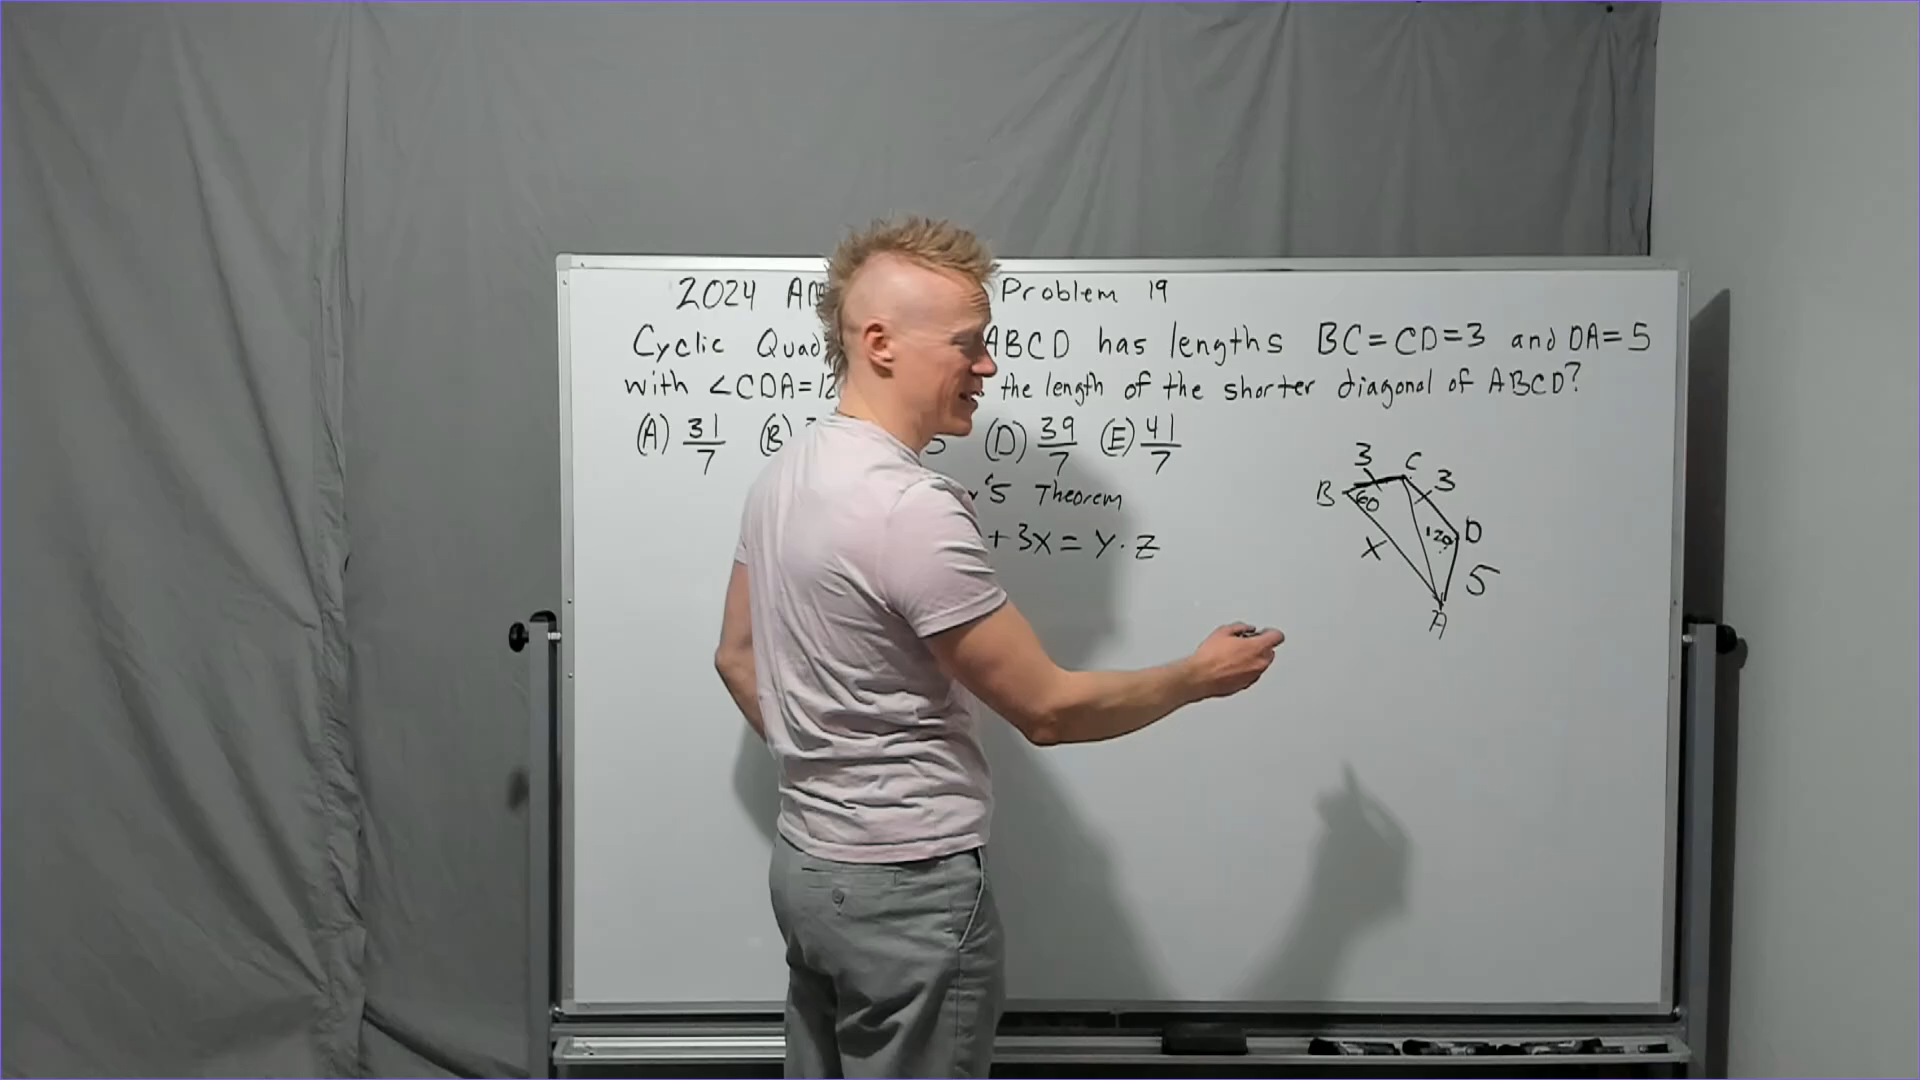 2024 Problem 19
Cyclic ABCD has lengths BC=CD=3 and DA=5
with ∠CDA=12 the length of the shorter diagonal of ABCD?
(A) 31/7 (B) (D) 39/7 (E) 41/7
's Theorem
+ 3x = y · z
3 C 3
B 60
120 D
x 5
A